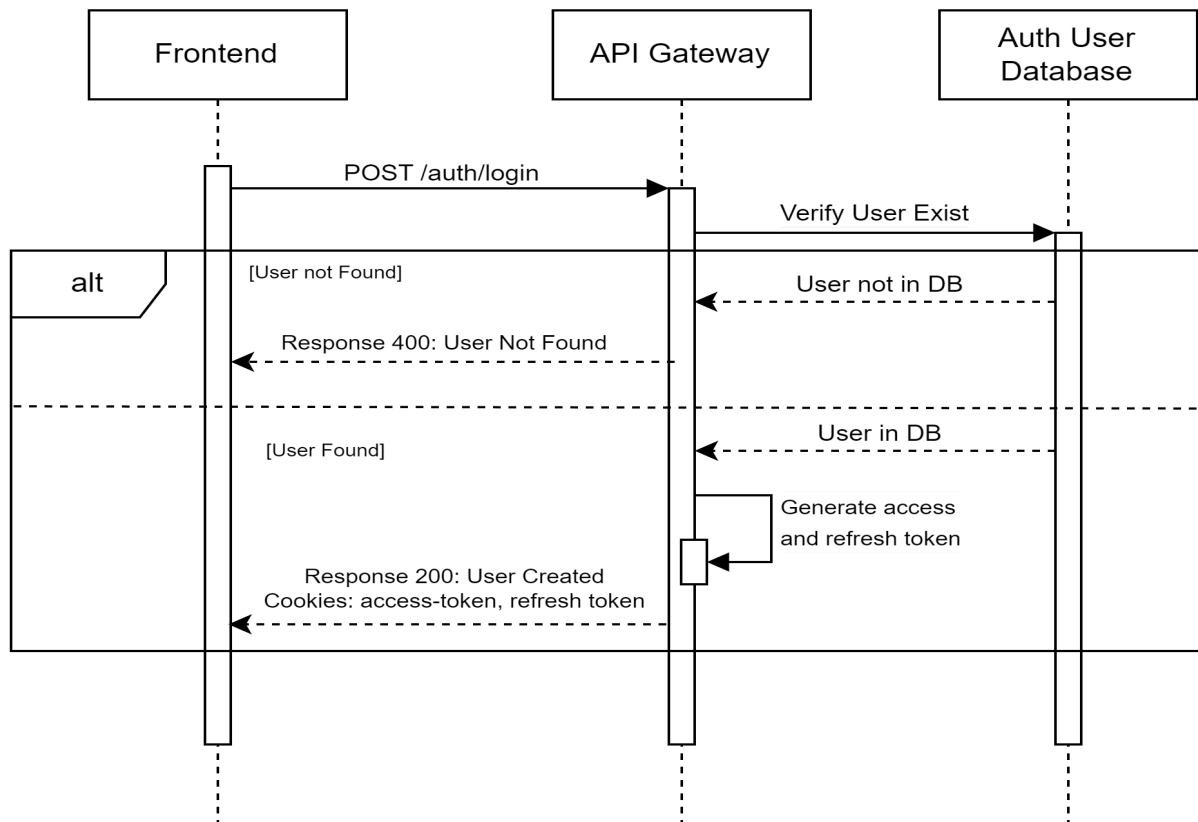 Frontend
API Gateway
Auth User
Database
POST /auth/login
Verify User Exist
alt
[User not Found]
User not in DB
Response 400: User Not Found
User in DB
[User Found]
Generate access
and refresh token
Response 200: User Created
Cookies: access-token, refresh token